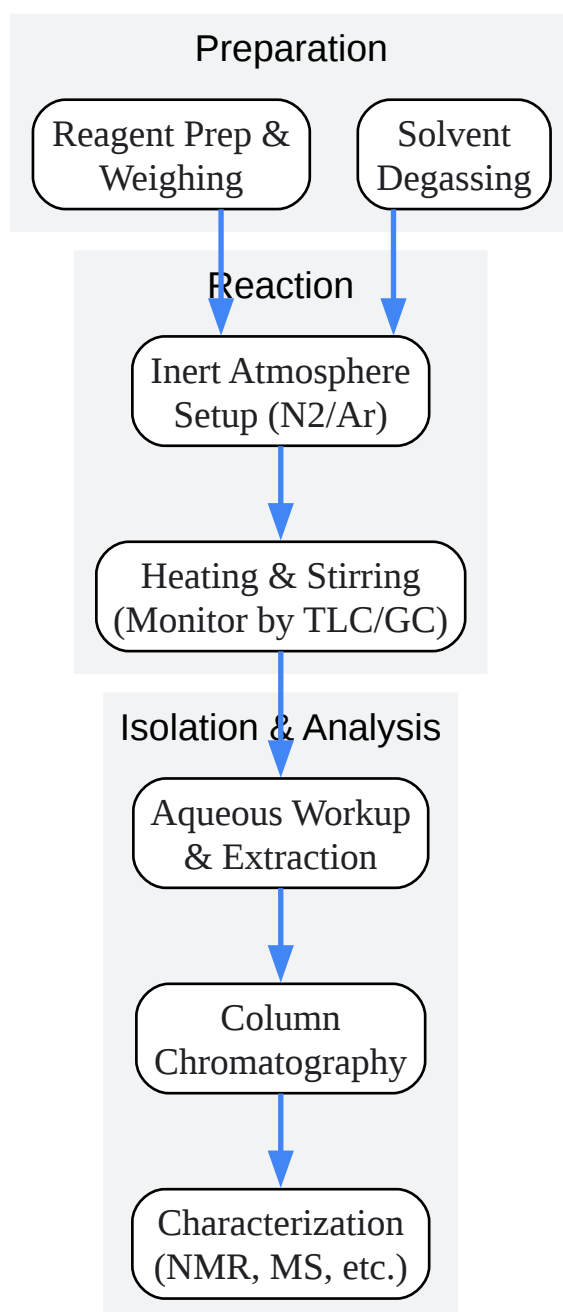 Preparation
Reagent Prep &
Weighing
Solvent
Degassing
Reaction
Inert Atmosphere
Setup (N2/Ar)
Heating & Stirring
(Monitor by TLC/GC)
Isolation & Analysis
Aqueous Workup
& Extraction
Column
Chromatography
Characterization
(NMR, MS, etc.)